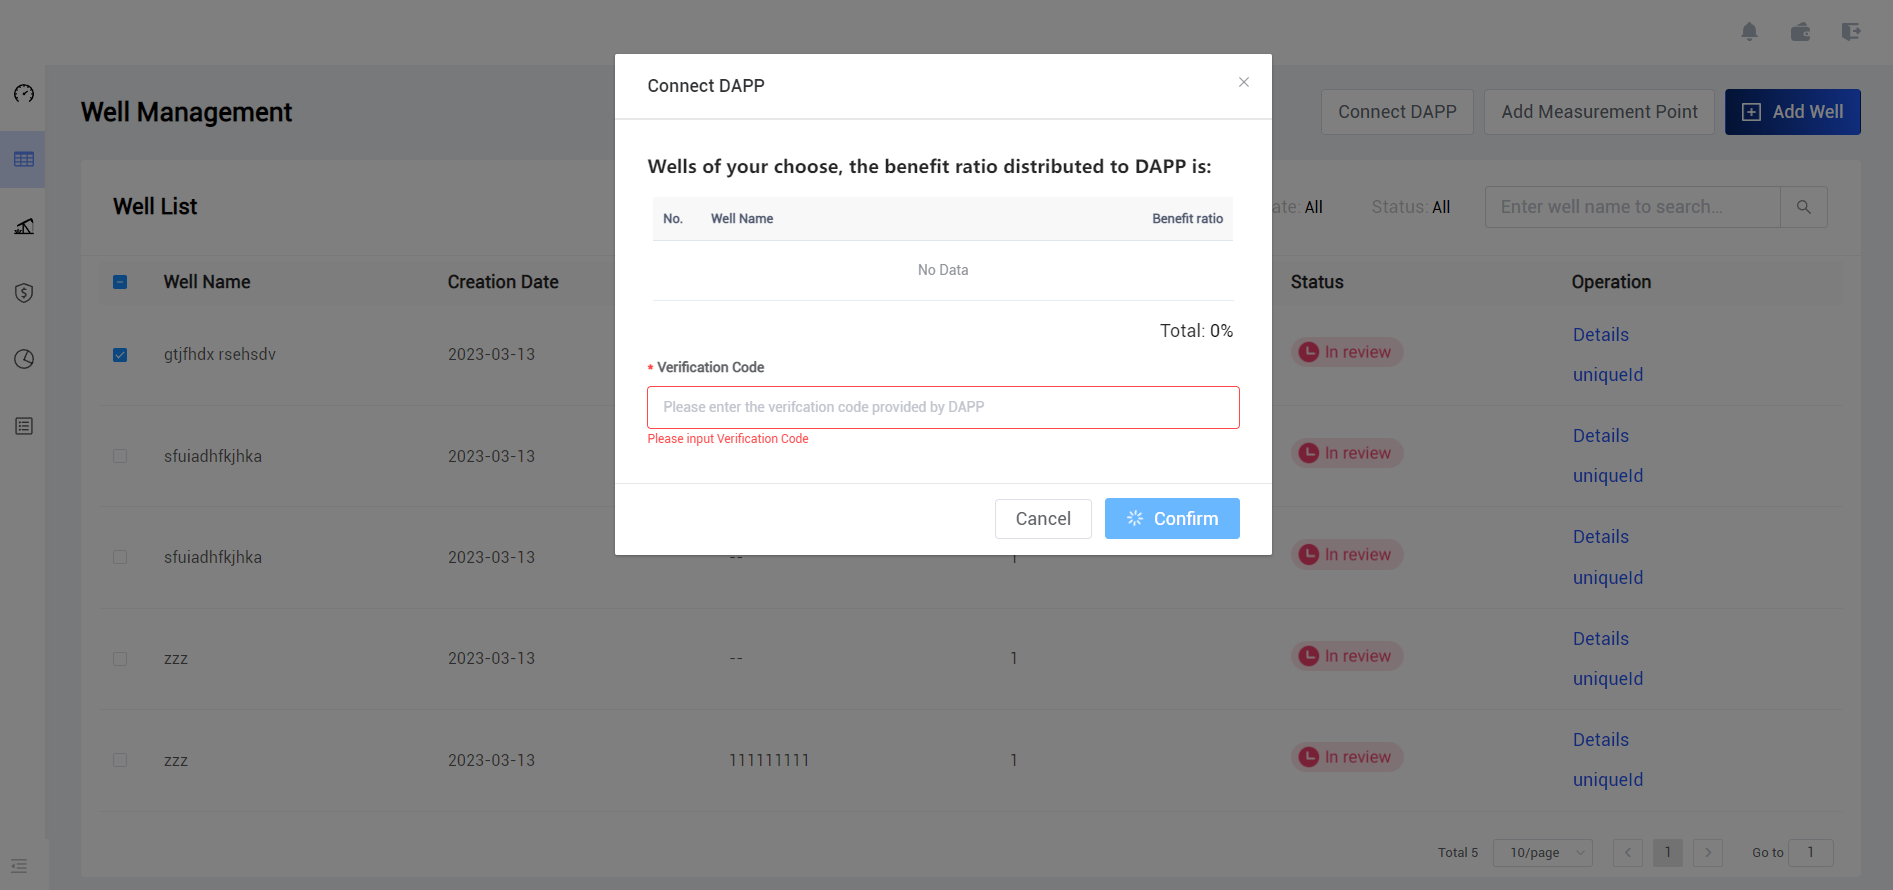 Connect DAPP
Well Management
Connect DAPP
Add Measurement Point
Add Well
Wells of your choose, the benefit ratio distributed to DAPP is:
Well List
ate: All
Status: All
Enter well name to search...
No. Well Name Benefit ratio
No Data
Well Name Creation Date Status Operation
Total: 0%
gtjfhdx rsehsdv 2023-03-13 In review Details
uniqueId
* Verification Code
Please enter the verifcation code provided by DAPP
Please input Verification Code
sfuiadhfkjhka 2023-03-13 In review Details
uniqueId
Cancel
Confirm
sfuiadhfkjhka 2023-03-13 -- 1 In review Details
uniqueId
zzz 2023-03-13 -- 1 In review Details
uniqueId
zzz 2023-03-13 111111111 1 In review Details
uniqueId
Total 5 10/page < 1 > Go to 1